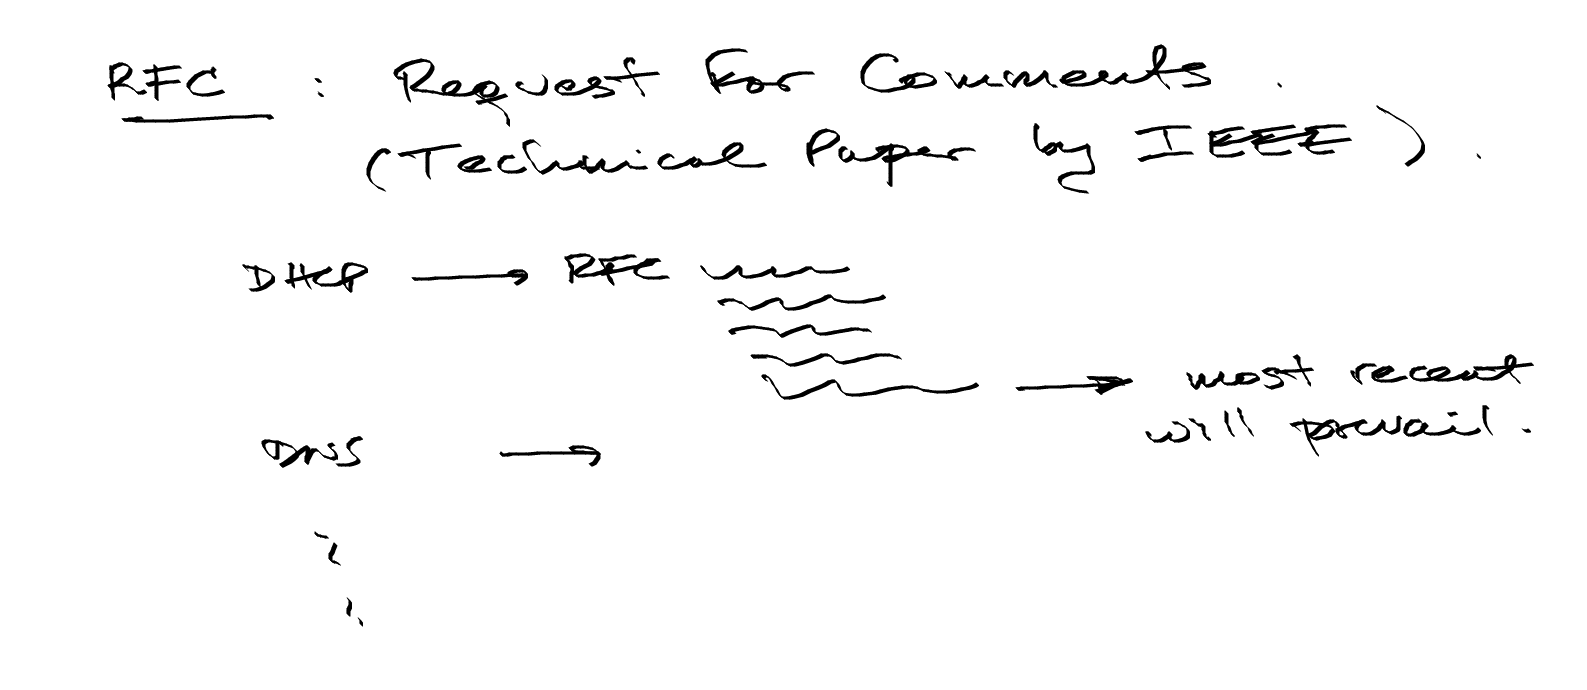 RFC : Request For Comments.
(Technical Paper by IEEE).
DHCP → RFC
→ most recent
will prevail.
DNS →